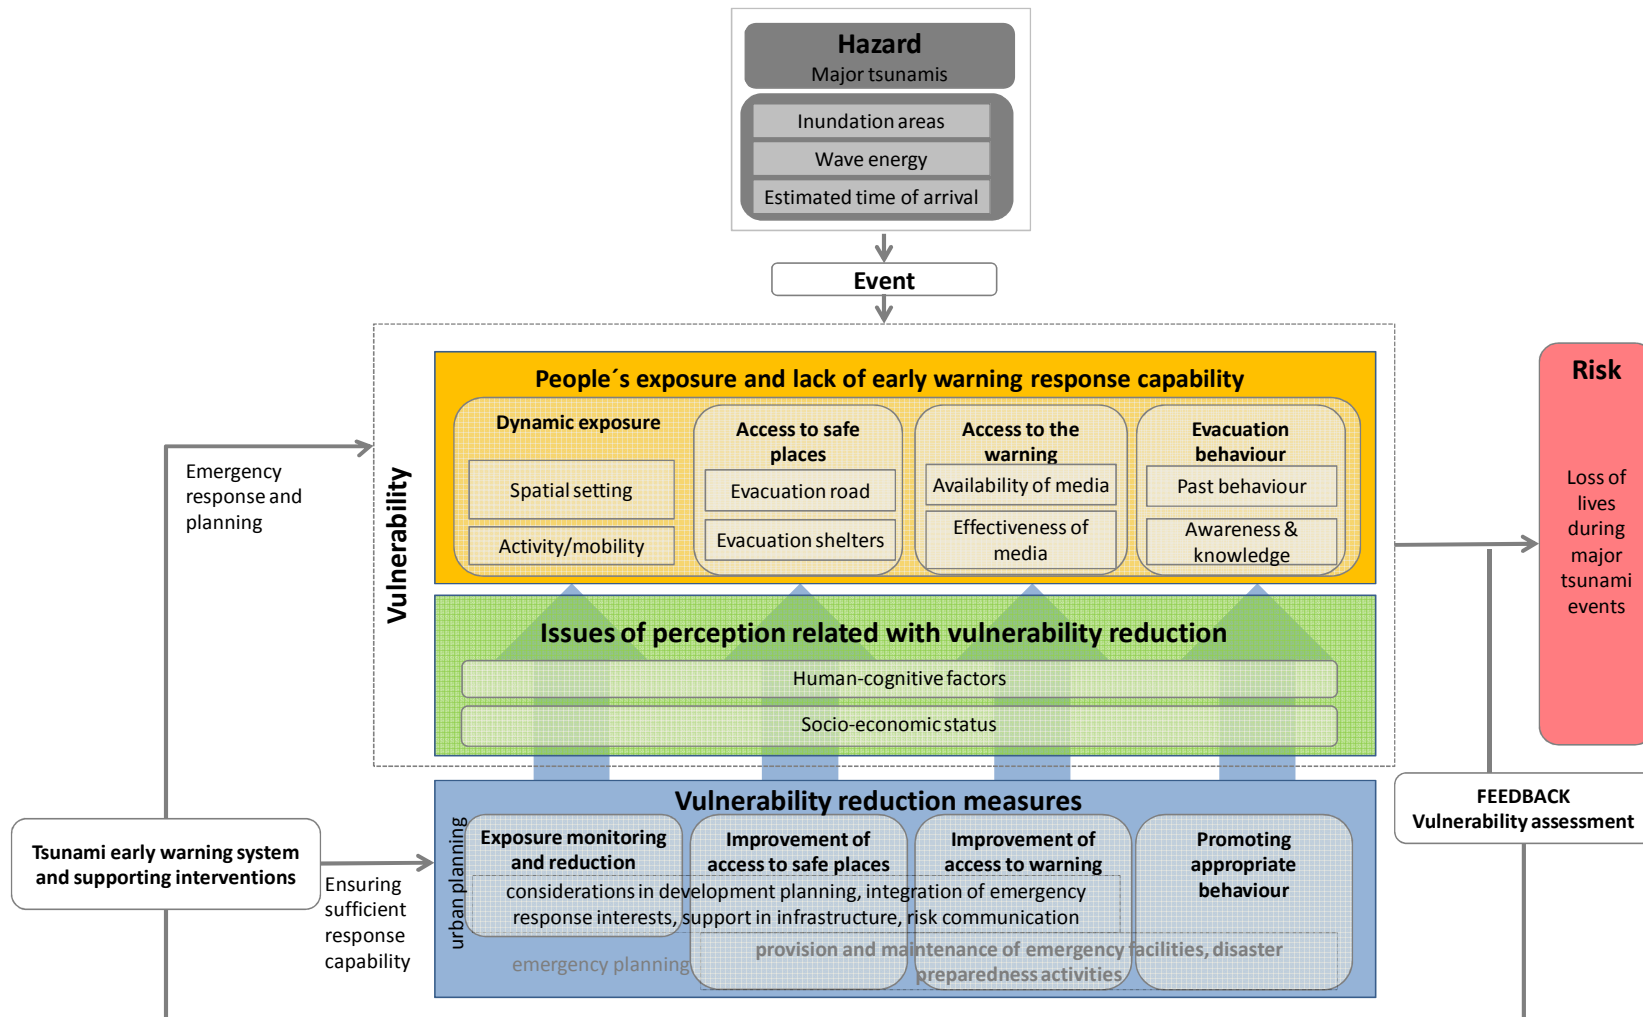 Hazard
Major tsunamis
Inundation areas
Wave energy
Estimated time of arrival
Event
People´s exposure and lack of early warning response capability
Dynamic exposure
Spatial setting
Activity/mobility
Access to safe
places
Evacuation road
Evacuation shelters
Access to the
warning
Availability of media
Effectiveness of
media
Evacuation
behaviour
Past behaviour
Awareness &
knowledge
Vulnerability
Issues of perception related with vulnerability reduction
Human-cognitive factors
Socio-economic status
Vulnerability reduction measures
urban planning
Exposure monitoring
and reduction
Improvement of
access to safe places
Improvement of
access to warning
Promoting
appropriate
behaviour
considerations in development planning, integration of emergency
response interests, support in infrastructure, risk communication
emergency planning
provision and maintenance of emergency facilities, disaster
preparedness activities
Emergency
response and
planning
Tsunami early warning system
and supporting interventions
Ensuring
sufficient
response
capability
Risk
Loss of
lives
during
major
tsunami
events
FEEDBACK
Vulnerability assessment